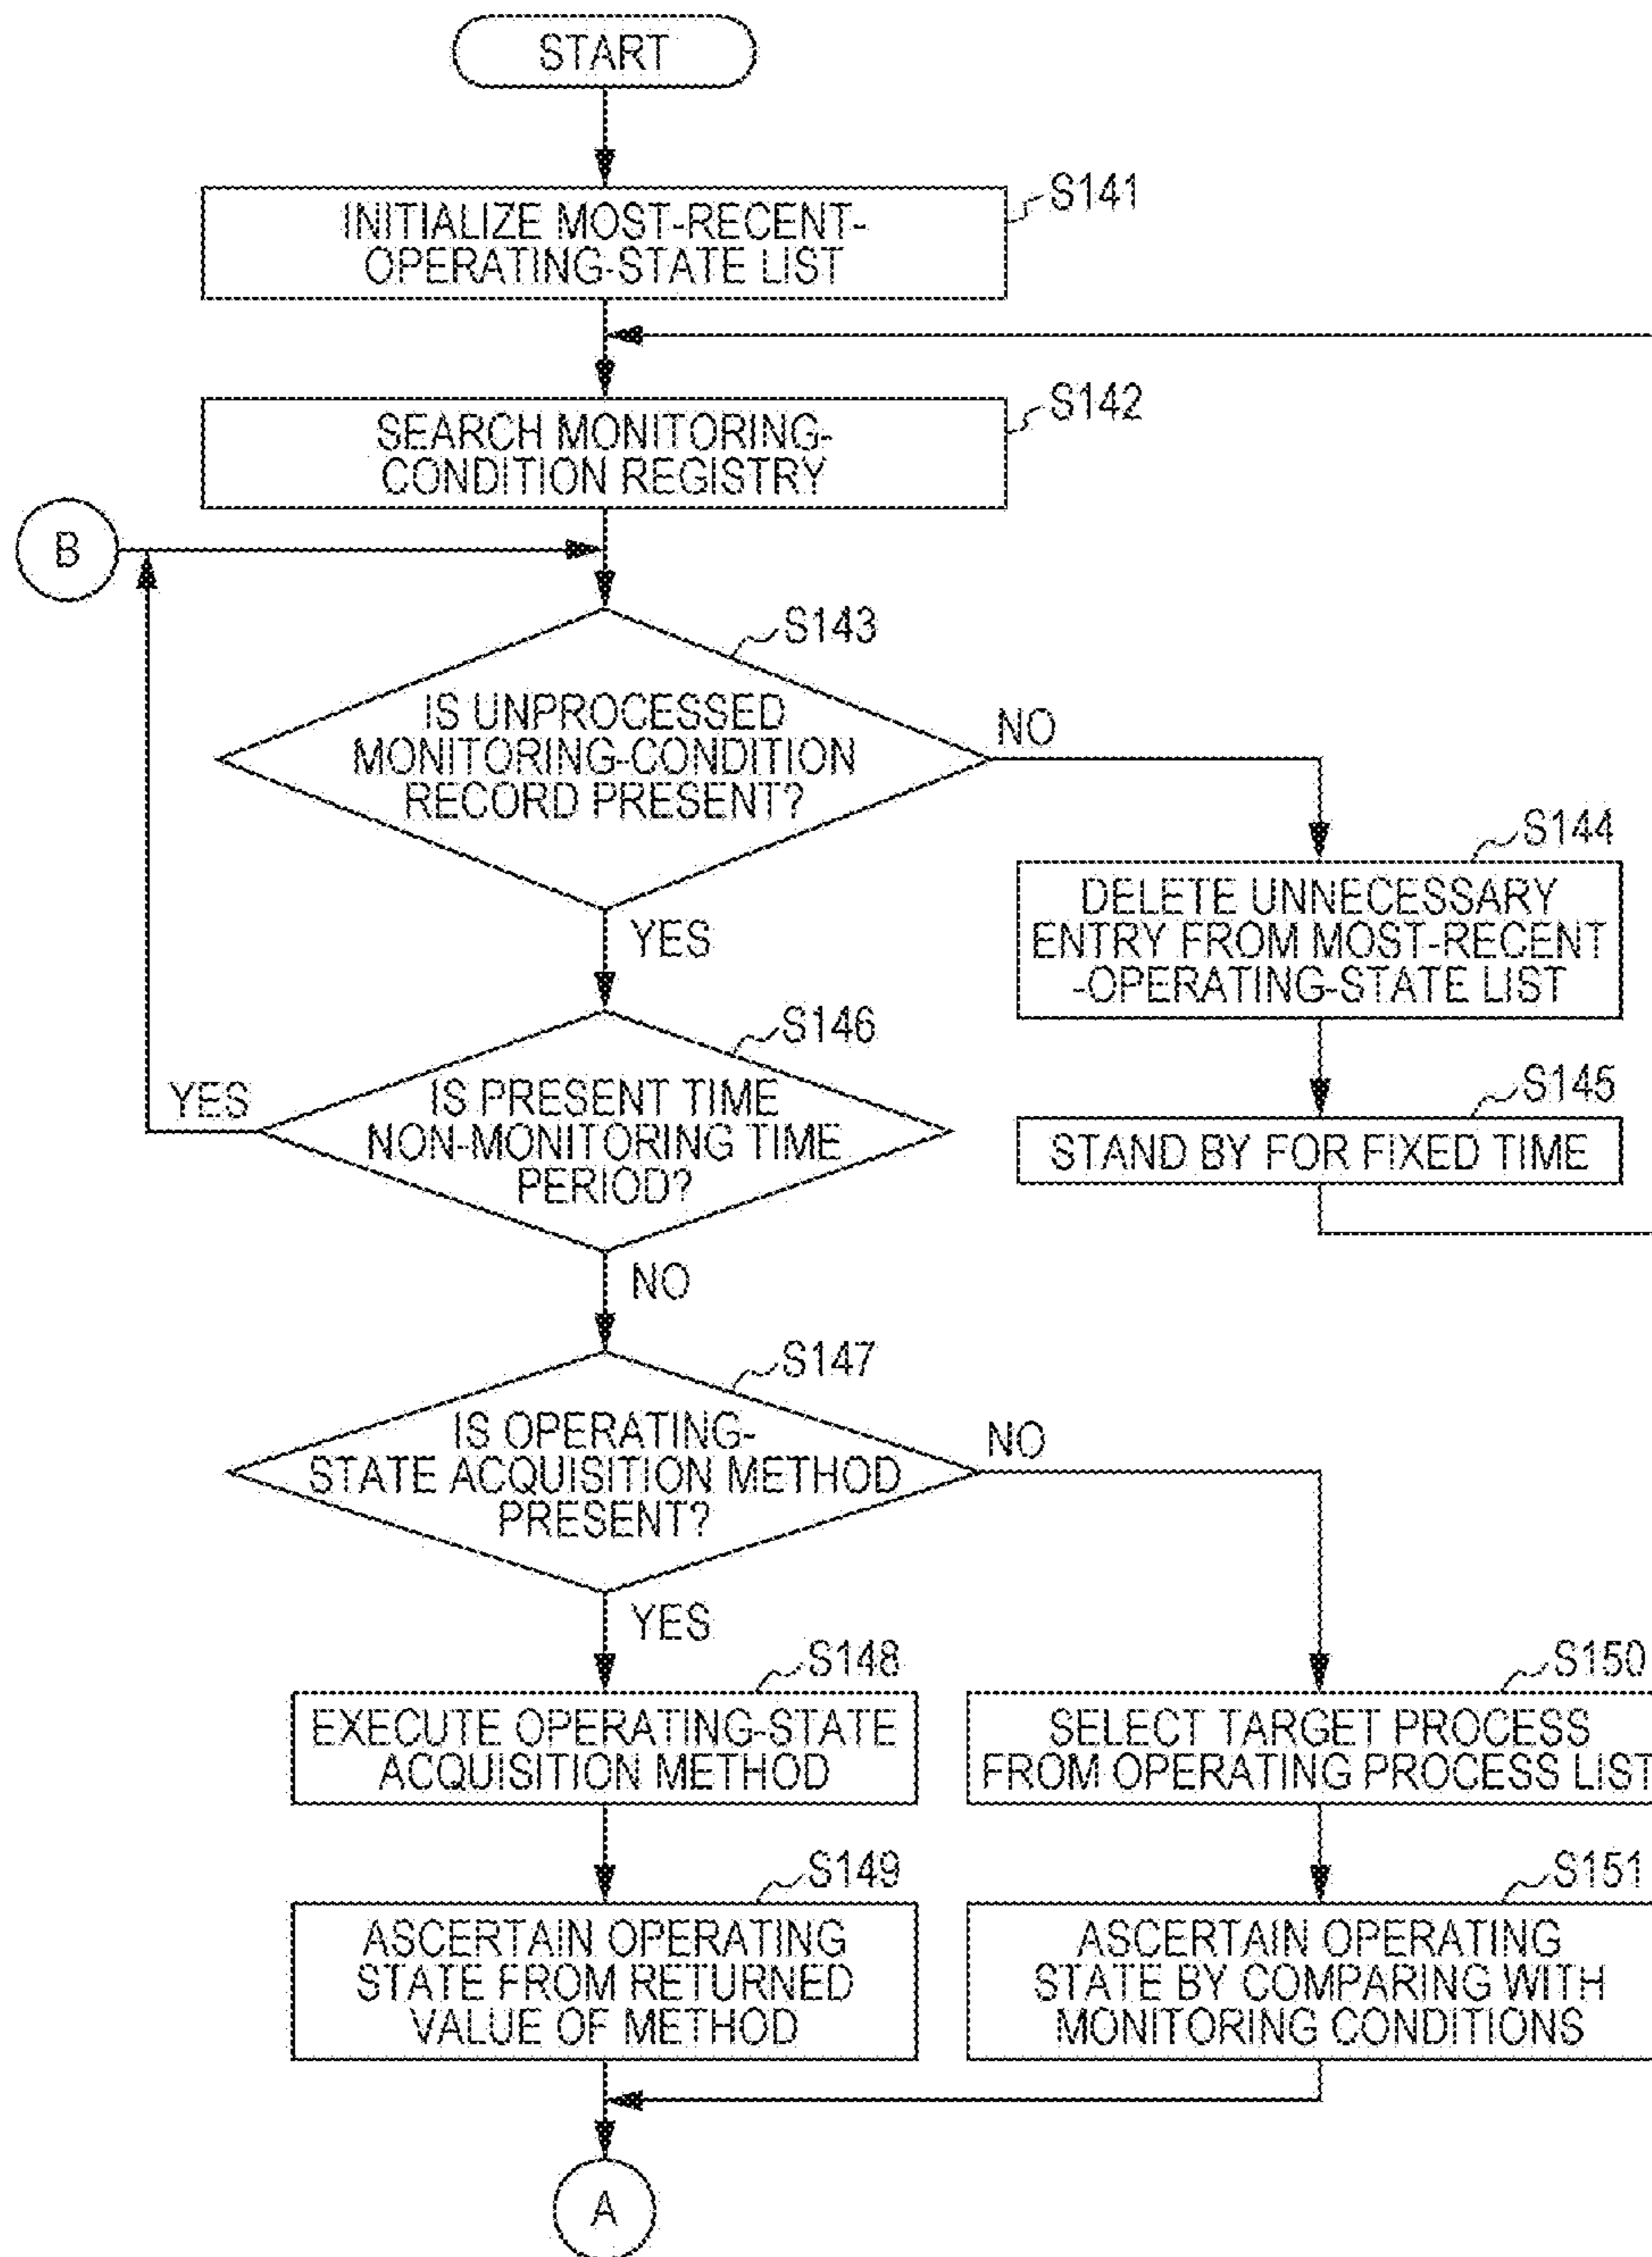 START
S141
INITIALIZE MOST-RECENT-
OPERATING-STATE LIST
S142
SEARCH MONITORING-
CONDITION REGISTRY
B
S143
IS UNPROCESSED
MONITORING-CONDITION
RECORD PRESENT?
NO
YES
S144
DELETE UNNECESSARY
ENTRY FROM MOST-RECENT
-OPERATING-STATE LIST
S145
STAND BY FOR FIXED TIME
S146
IS PRESENT TIME
NON-MONITORING TIME
PERIOD?
YES
NO
S147
IS OPERATING-
STATE ACQUISITION METHOD
PRESENT?
NO
YES
S148
EXECUTE OPERATING-STATE
ACQUISITION METHOD
S150
SELECT TARGET PROCESS
FROM OPERATING PROCESS LIST
S149
ASCERTAIN OPERATING
STATE FROM RETURNED
VALUE OF METHOD
S151
ASCERTAIN OPERATING
STATE BY COMPARING WITH
MONITORING CONDITIONS
A